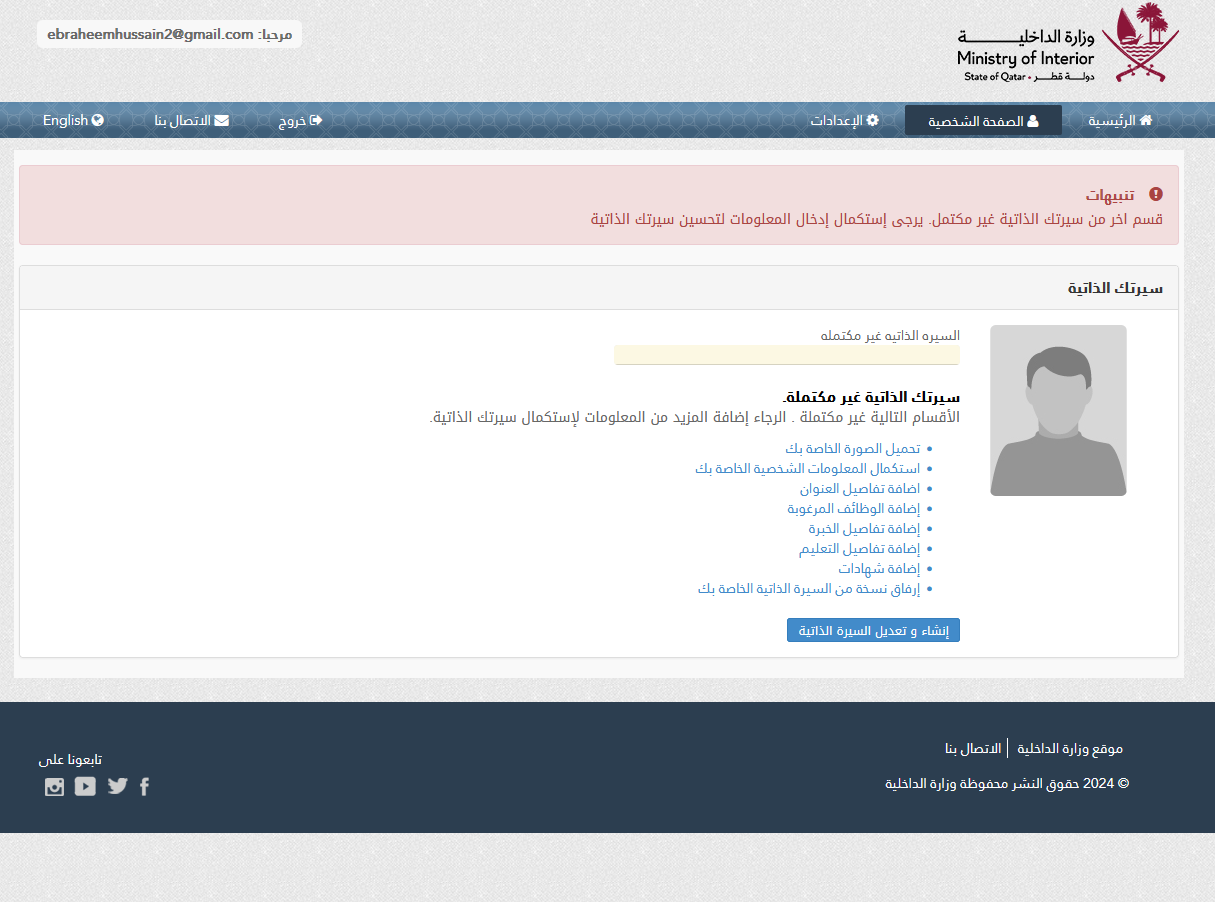 وزارة الداخليـــــــة
Ministry of Interior
State of Qatar • دولـــة قطـــر
مرحبا: ebraheemhussain2@gmail.com
الرئيسية
الصفحة الشخصية
الإعدادات
خروج
الاتصال بنا
English
تنبيهات
قسم اخر من سيرتك الذاتية غير مكتمل. يرجى إستكمال إدخال المعلومات لتحسين سيرتك الذاتية
سيرتك الذاتية
السيره الذاتيه غير مكتمله
سيرتك الذاتية غير مكتملة.
الأقسام التالية غير مكتملة . الرجاء إضافة المزيد من المعلومات لإستكمال سيرتك الذاتية.
• تحميل الصورة الخاصة بك
• استكمال المعلومات الشخصية الخاصة بك
• اضافة تفاصيل العنوان
• إضافة الوظائف المرغوبة
• إضافة تفاصيل الخبرة
• إضافة تفاصيل التعليم
• إضافة شهادات
• إرفاق نسخة من السيرة الذاتية الخاصة بك
إنشاء و تعديل السيرة الذاتية
موقع وزارة الداخلية | الاتصال بنا
© 2024 حقوق النشر محفوظة وزارة الداخلية
تابعونا على